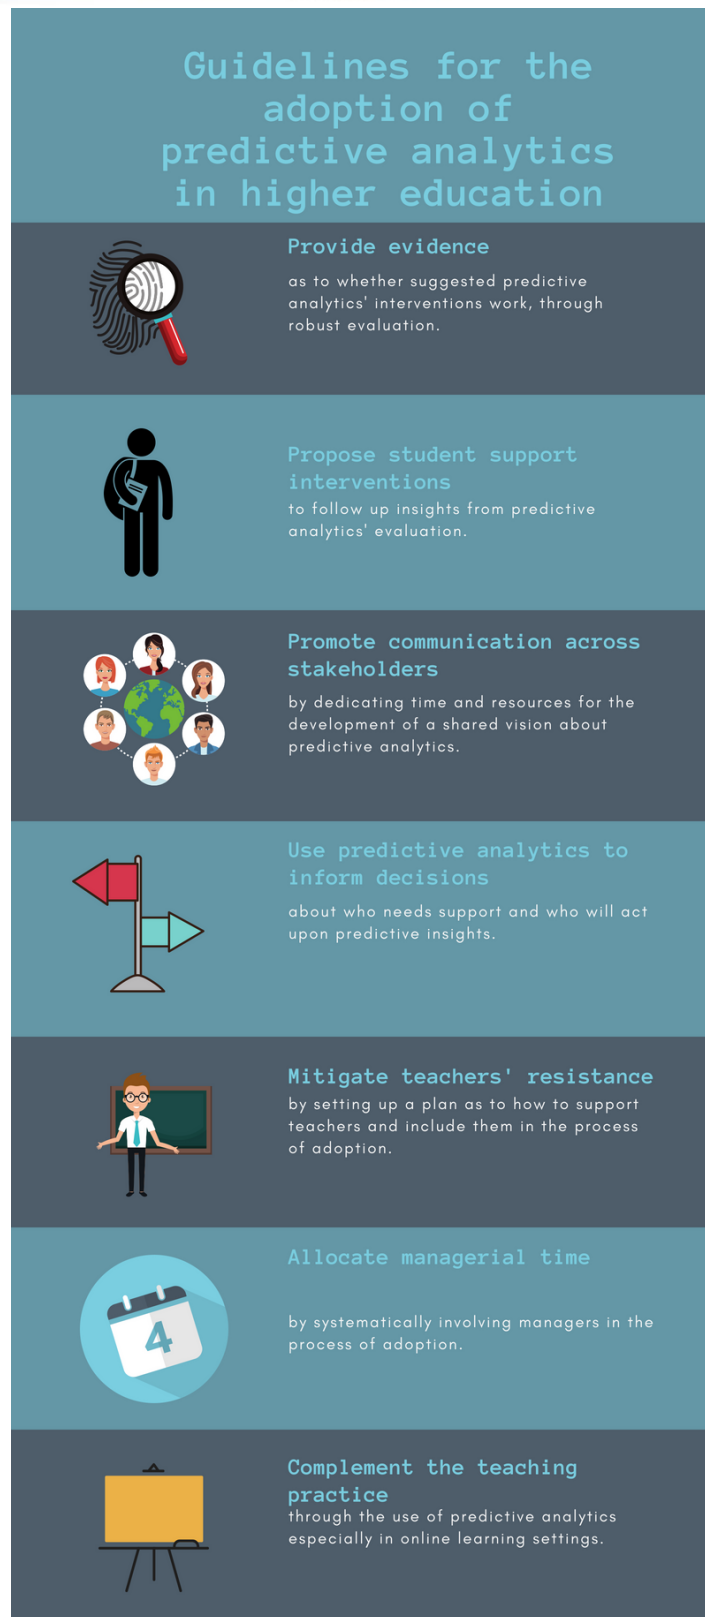 Guidelines for the
adoption of
predictive analytics
in higher education
Provide evidence
as to whether suggested predictive
analytics' interventions work, through
robust evaluation.
Propose student support
interventions
to follow up insights from predictive
analytics' evaluation.
Promote communication across
stakeholders
by dedicating time and resources for the
development of a shared vision about
predictive analytics.
Use predictive analytics to
inform decisions
about who needs support and who will act
upon predictive insights.
Mitigate teachers' resistance
by setting up a plan as to how to support
teachers and include them in the process
of adoption.
Allocate managerial time
4
by systematically involving managers in the
process of adoption.
Complement the teaching
practice
through the use of predictive analytics
especially in online learning settings.